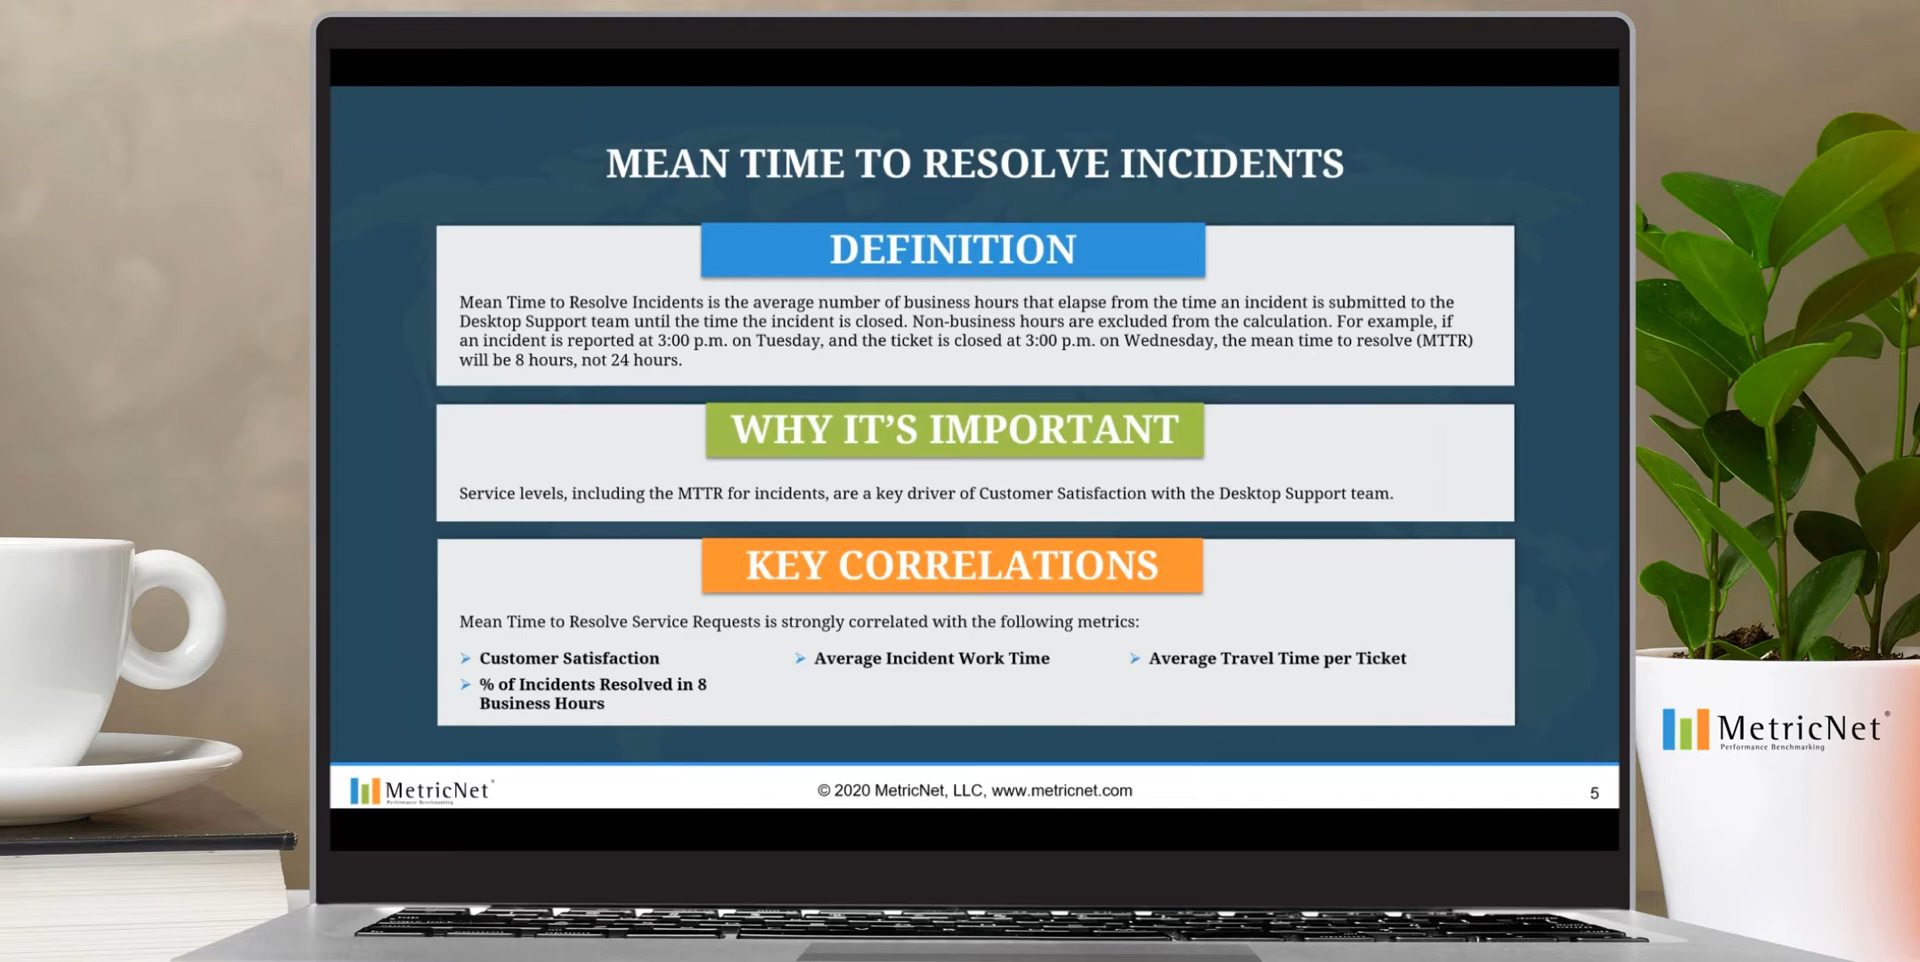 MEAN TIME TO RESOLVE INCIDENTS
DEFINITION
Mean Time to Resolve Incidents is the average number of business hours that elapse from the time an incident is submitted to the
Desktop Support team until the time the incident is closed. Non-business hours are excluded from the calculation. For example, if
an incident is reported at 3:00 p.m. on Tuesday, and the ticket is closed at 3:00 p.m. on Wednesday, the mean time to resolve (MTTR)
will be 8 hours, not 24 hours.
WHY IT’S IMPORTANT
Service levels, including the MTTR for incidents, are a key driver of Customer Satisfaction with the Desktop Support team.
KEY CORRELATIONS
Mean Time to Resolve Service Requests is strongly correlated with the following metrics:
➢ Customer Satisfaction
➢ Average Incident Work Time
➢ Average Travel Time per Ticket
➢ % of Incidents Resolved in 8
Business Hours
MetricNet®
Performance Benchmarking
© 2020 MetricNet, LLC, www.metricnet.com
5
MetricNet®
Performance Benchmarking